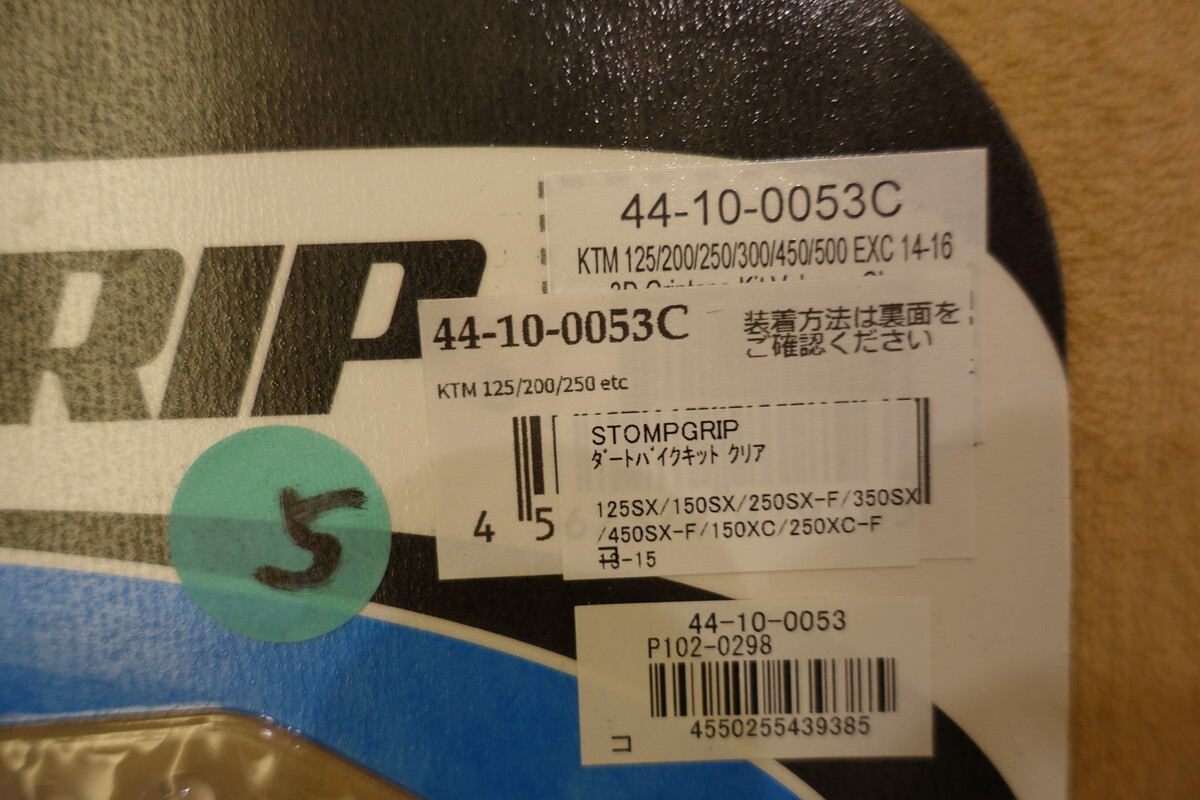 44-10-0053C
KTM 125/200/250/300/450/500 EXC 14-16
RIP
44-10-0053C
装着方法は裏面を
ご確認ください
KTM 125/200/250 etc
STOMPGRIP
ダートバイクキット クリア
125SX/150SX/250SX-F/350SX
/450SX-F/150XC/250XC-F
13-15
4 5
5
44-10-0053
P102-0298
4550255439385
コ